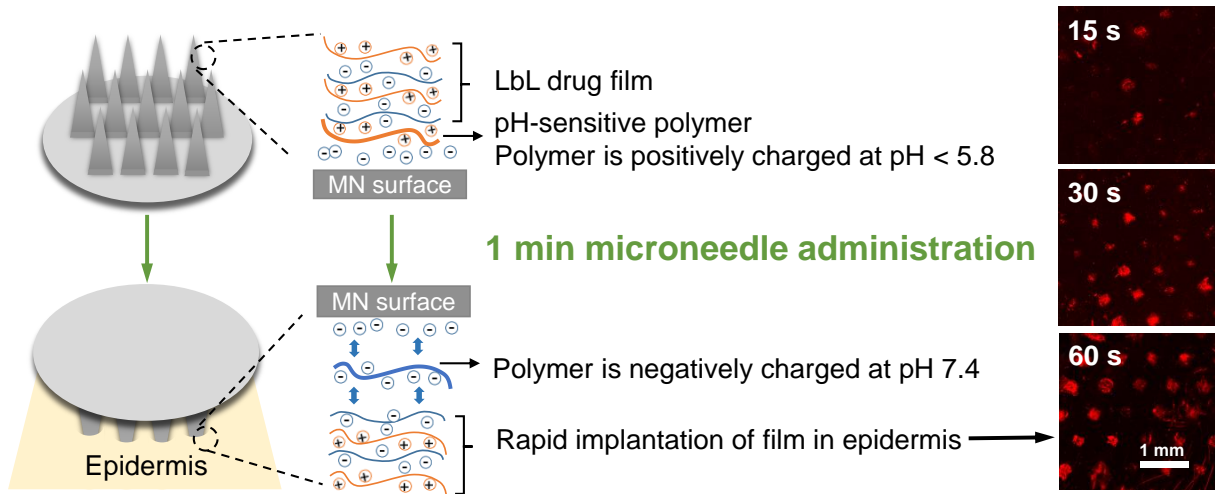 LbL drug film
pH-sensitive polymer
Polymer is positively charged at pH < 5.8
MN surface
1 min microneedle administration
MN surface
Polymer is negatively charged at pH 7.4
Rapid implantation of film in epidermis
Epidermis
15 s
30 s
60 s
1 mm